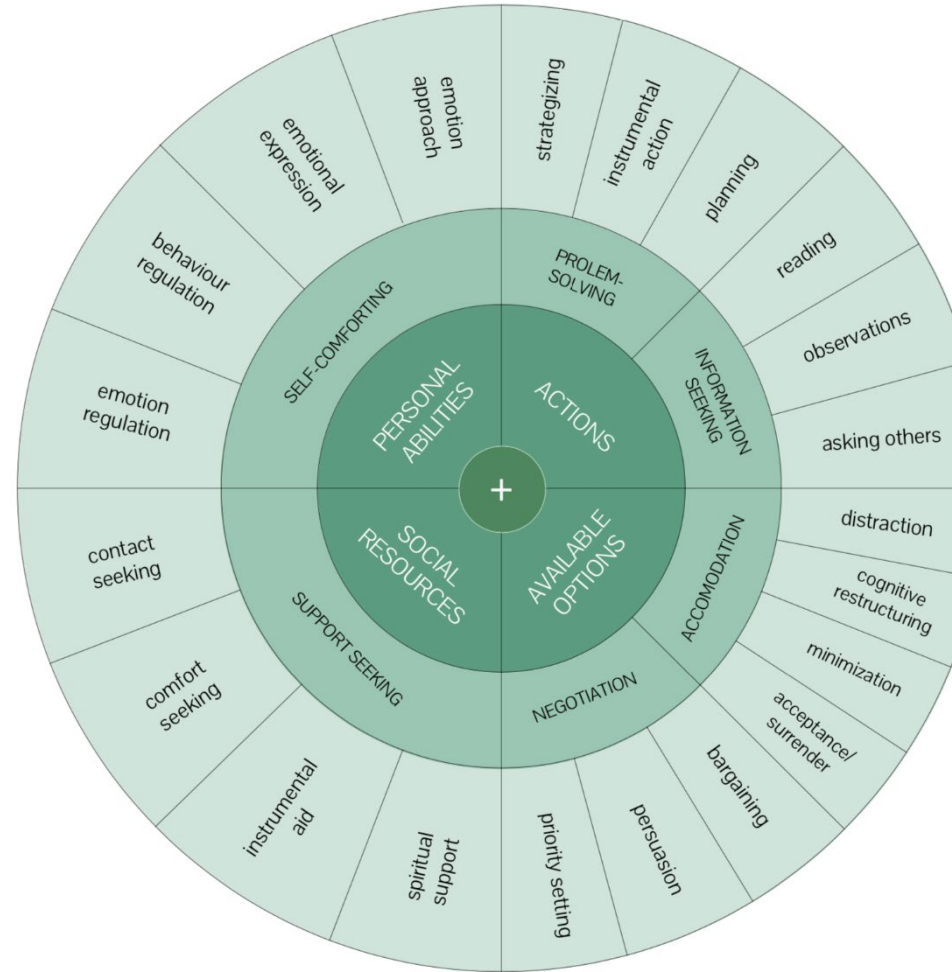 emotion
approach
strategizing
instrumental
action
planning
reading
observations
asking others
distraction
cognitive
restructuring
minimization
acceptance/
surrender
bargaining
persuasion
priority setting
spiritual
support
instrumental
aid
comfort
seeking
contact
seeking
emotion
regulation
behaviour
regulation
emotional
expression
SELF-COMFORTING
PROLEM-
SOLVING
INFORMATION
SEEKING
ACCOMODATION
NEGOTIATION
SUPPORT SEEKING
PERSONAL
ABILITIES
ACTIONS
AVAILABLE
OPTIONS
SOCIAL
RESOURCES
+